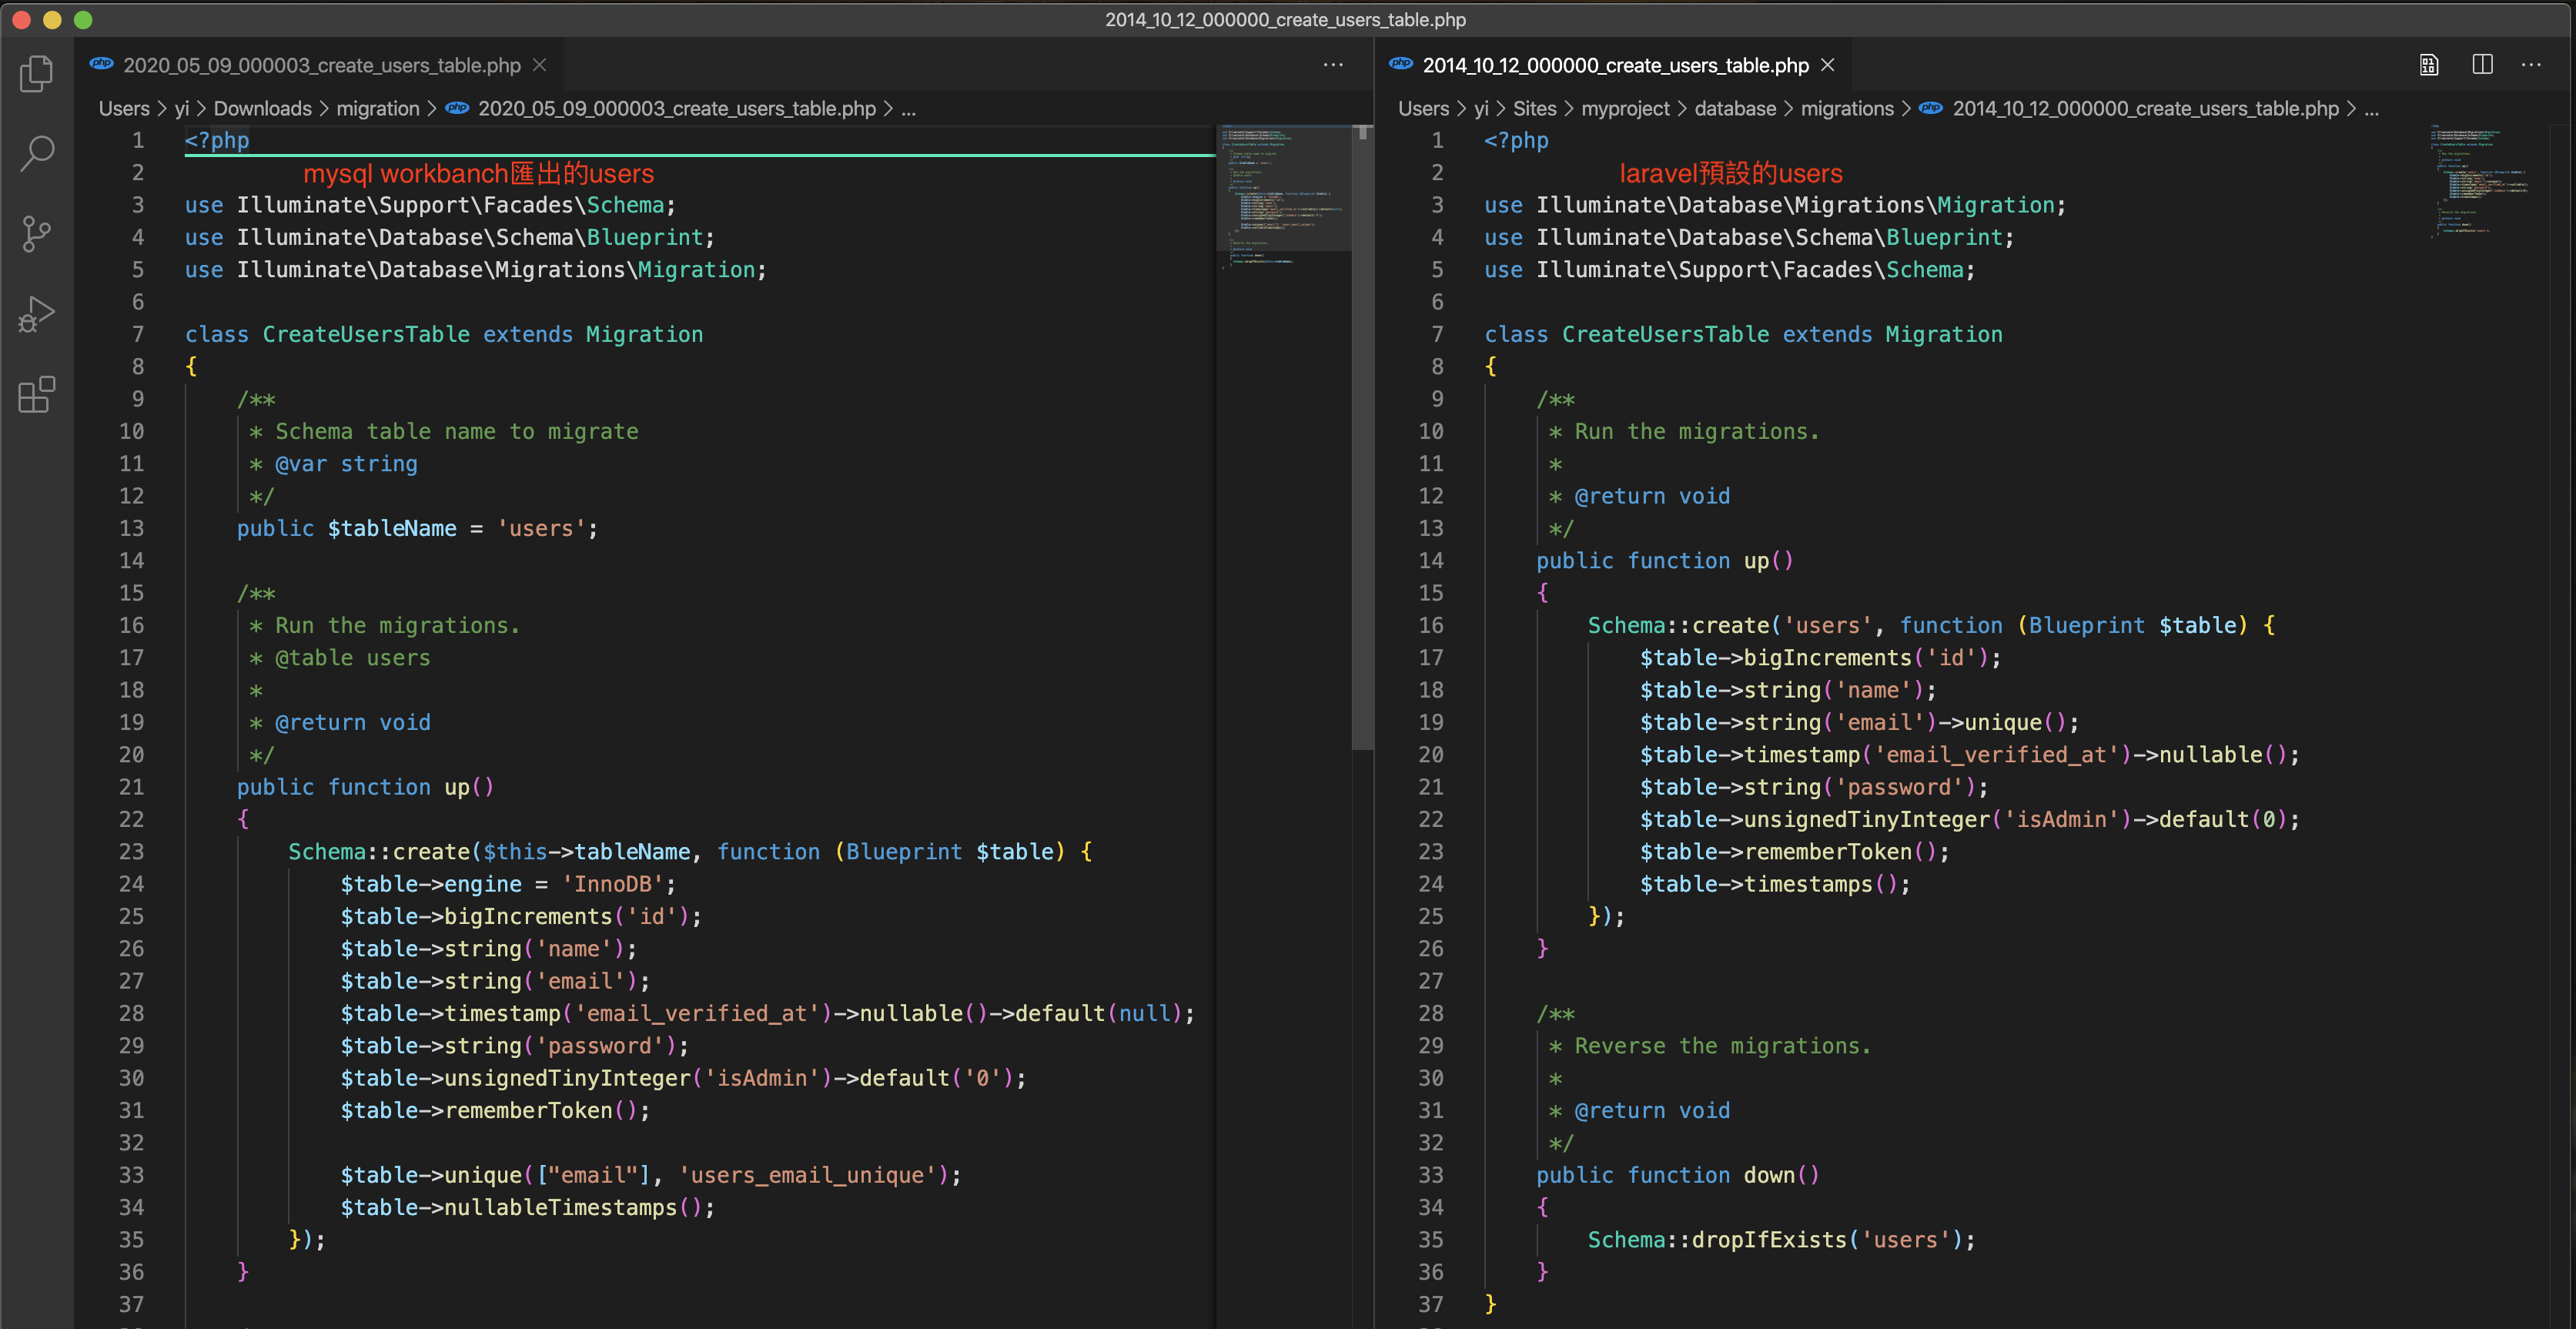 2014_10_12_000000_create_users_table.php
2020_05_09_000003_create_users_table.php
Users > yi > Downloads > migration > 2020_05_09_000003_create_users_table.php > ...
1 <?php
2 mysql workbanch匯出的users
3 use Illuminate\Support\Facades\Schema;
4 use Illuminate\Database\Schema\Blueprint;
5 use Illuminate\Database\Migrations\Migration;
6
7 class CreateUsersTable extends Migration
8 {
9 /**
10 * Schema table name to migrate
11 * @var string
12 */
13 public $tableName = 'users';
14
15 /**
16 * Run the migrations.
17 * @table users
18 *
19 * @return void
20 */
21 public function up()
22 {
23 Schema::create($this->tableName, function (Blueprint $table) {
24 $table->engine = 'InnoDB';
25 $table->bigIncrements('id');
26 $table->string('name');
27 $table->string('email');
28 $table->timestamp('email_verified_at')->nullable()->default(null);
29 $table->string('password');
30 $table->unsignedTinyInteger('isAdmin')->default('0');
31 $table->rememberToken();
32
33 $table->unique(["email"], 'users_email_unique');
34 $table->nullableTimestamps();
35 });
36 }
37
2014_10_12_000000_create_users_table.php
Users > yi > Sites > myproject > database > migrations > 2014_10_12_000000_create_users_table.php > ...
1 <?php
2 laravel預設的users
3 use Illuminate\Database\Migrations\Migration;
4 use Illuminate\Database\Schema\Blueprint;
5 use Illuminate\Support\Facades\Schema;
6
7 class CreateUsersTable extends Migration
8 {
9 /**
10 * Run the migrations.
11 *
12 * @return void
13 */
14 public function up()
15 {
16 Schema::create('users', function (Blueprint $table) {
17 $table->bigIncrements('id');
18 $table->string('name');
19 $table->string('email')->unique();
20 $table->timestamp('email_verified_at')->nullable();
21 $table->string('password');
22 $table->unsignedTinyInteger('isAdmin')->default(0);
23 $table->rememberToken();
24 $table->timestamps();
25 });
26 }
27
28 /**
29 * Reverse the migrations.
30 *
31 * @return void
32 */
33 public function down()
34 {
35 Schema::dropIfExists('users');
36 }
37 }